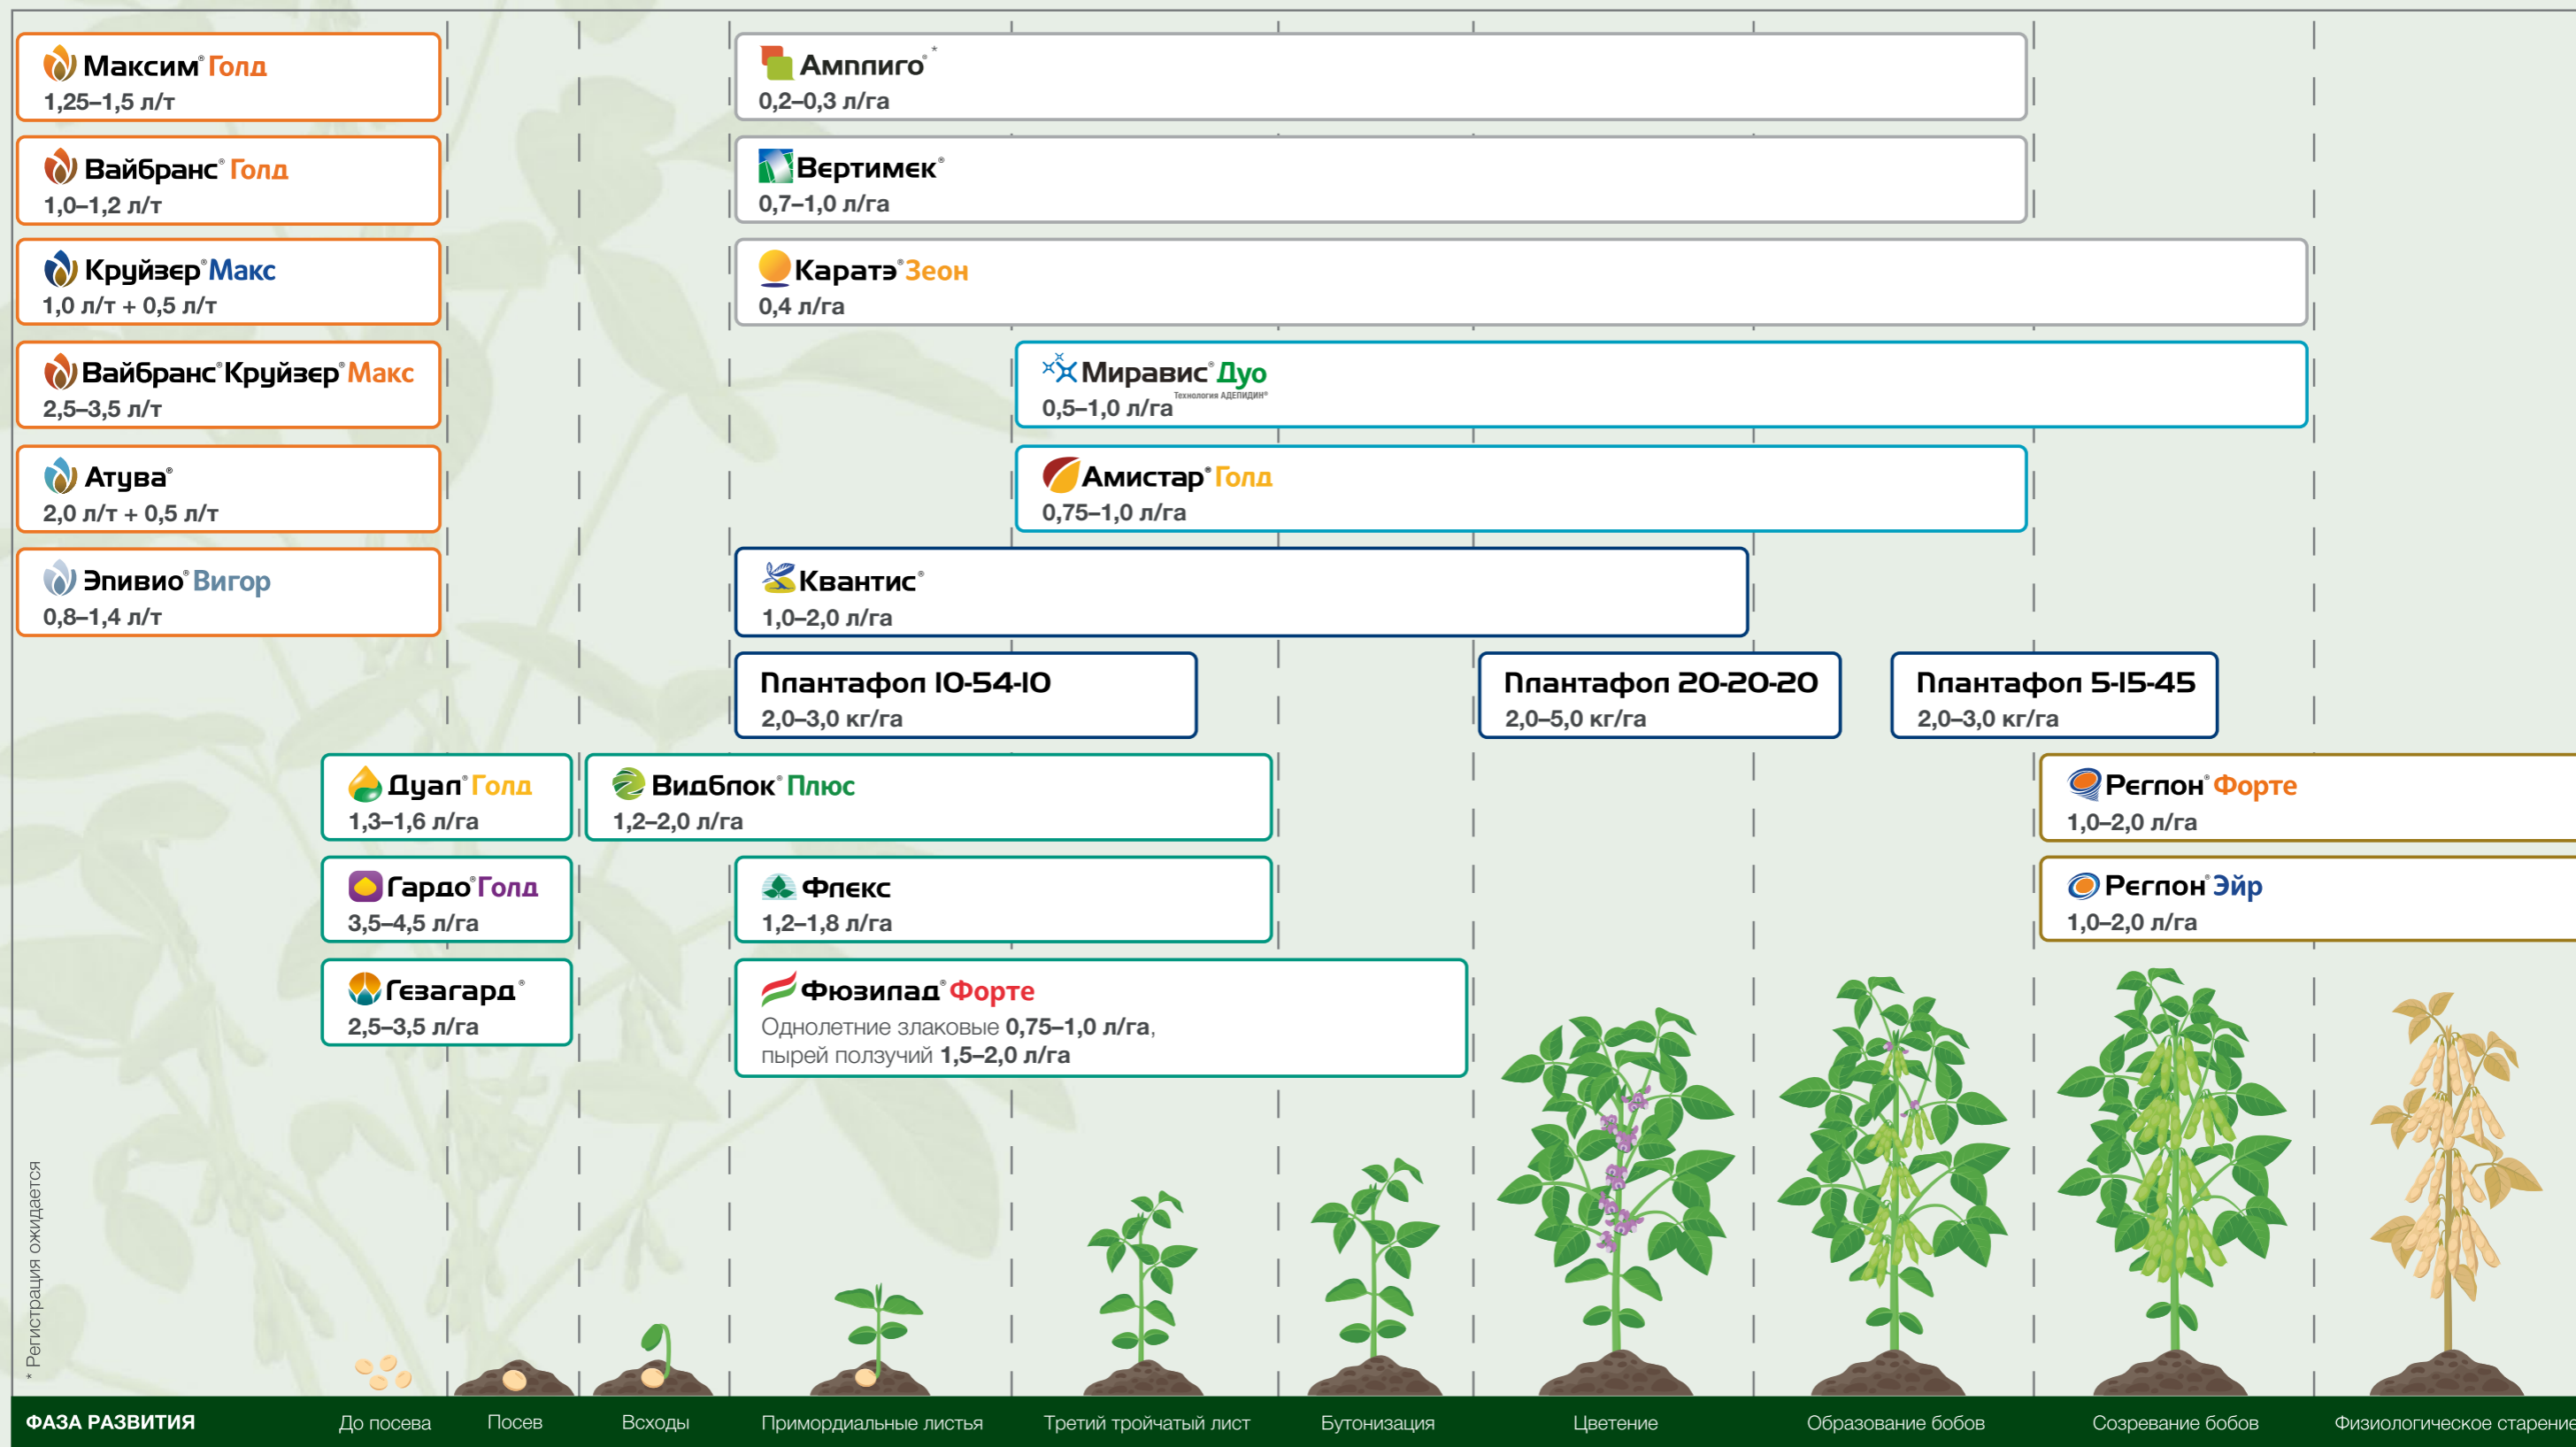 Максим® Голд
1,25–1,5 л/т
Вайбранс® Голд
1,0–1,2 л/т
Круйзер® Макс
1,0 л/т + 0,5 л/т
Вайбранс® Круйзер® Макс
2,5–3,5 л/т
Атува®
2,0 л/т + 0,5 л/т
Эпивио® Вигор
0,8–1,4 л/т
Амплиго®*
0,2–0,3 л/га
Вертимек®
0,7–1,0 л/га
Каратэ® Зеон
0,4 л/га
Миравис® Дуо
Технология АДЕПИДИН®
0,5–1,0 л/га
Амистар® Голд
0,75–1,0 л/га
Квантис®
1,0–2,0 л/га
Плантафол 10-54-10
2,0–3,0 кг/га
Плантафол 20-20-20
2,0–5,0 кг/га
Плантафол 5-15-45
2,0–3,0 кг/га
Дуал® Голд
1,3–1,6 л/га
Видблок® Плюс
1,2–2,0 л/га
Реглон® Форте
1,0–2,0 л/га
Гардо® Голд
3,5–4,5 л/га
Флекс
1,2–1,8 л/га
Реглон® Эйр
1,0–2,0 л/га
Гезагард®
2,5–3,5 л/га
Фюзилад® Форте
Однолетние злаковые 0,75–1,0 л/га,
пырей ползучий 1,5–2,0 л/га
* Регистрация ожидается
ФАЗА РАЗВИТИЯ
До посева
Посев
Всходы
Примордиальные листья
Третий тройчатый лист
Бутонизация
Цветение
Образование бобов
Созревание бобов
Физиологическое старение